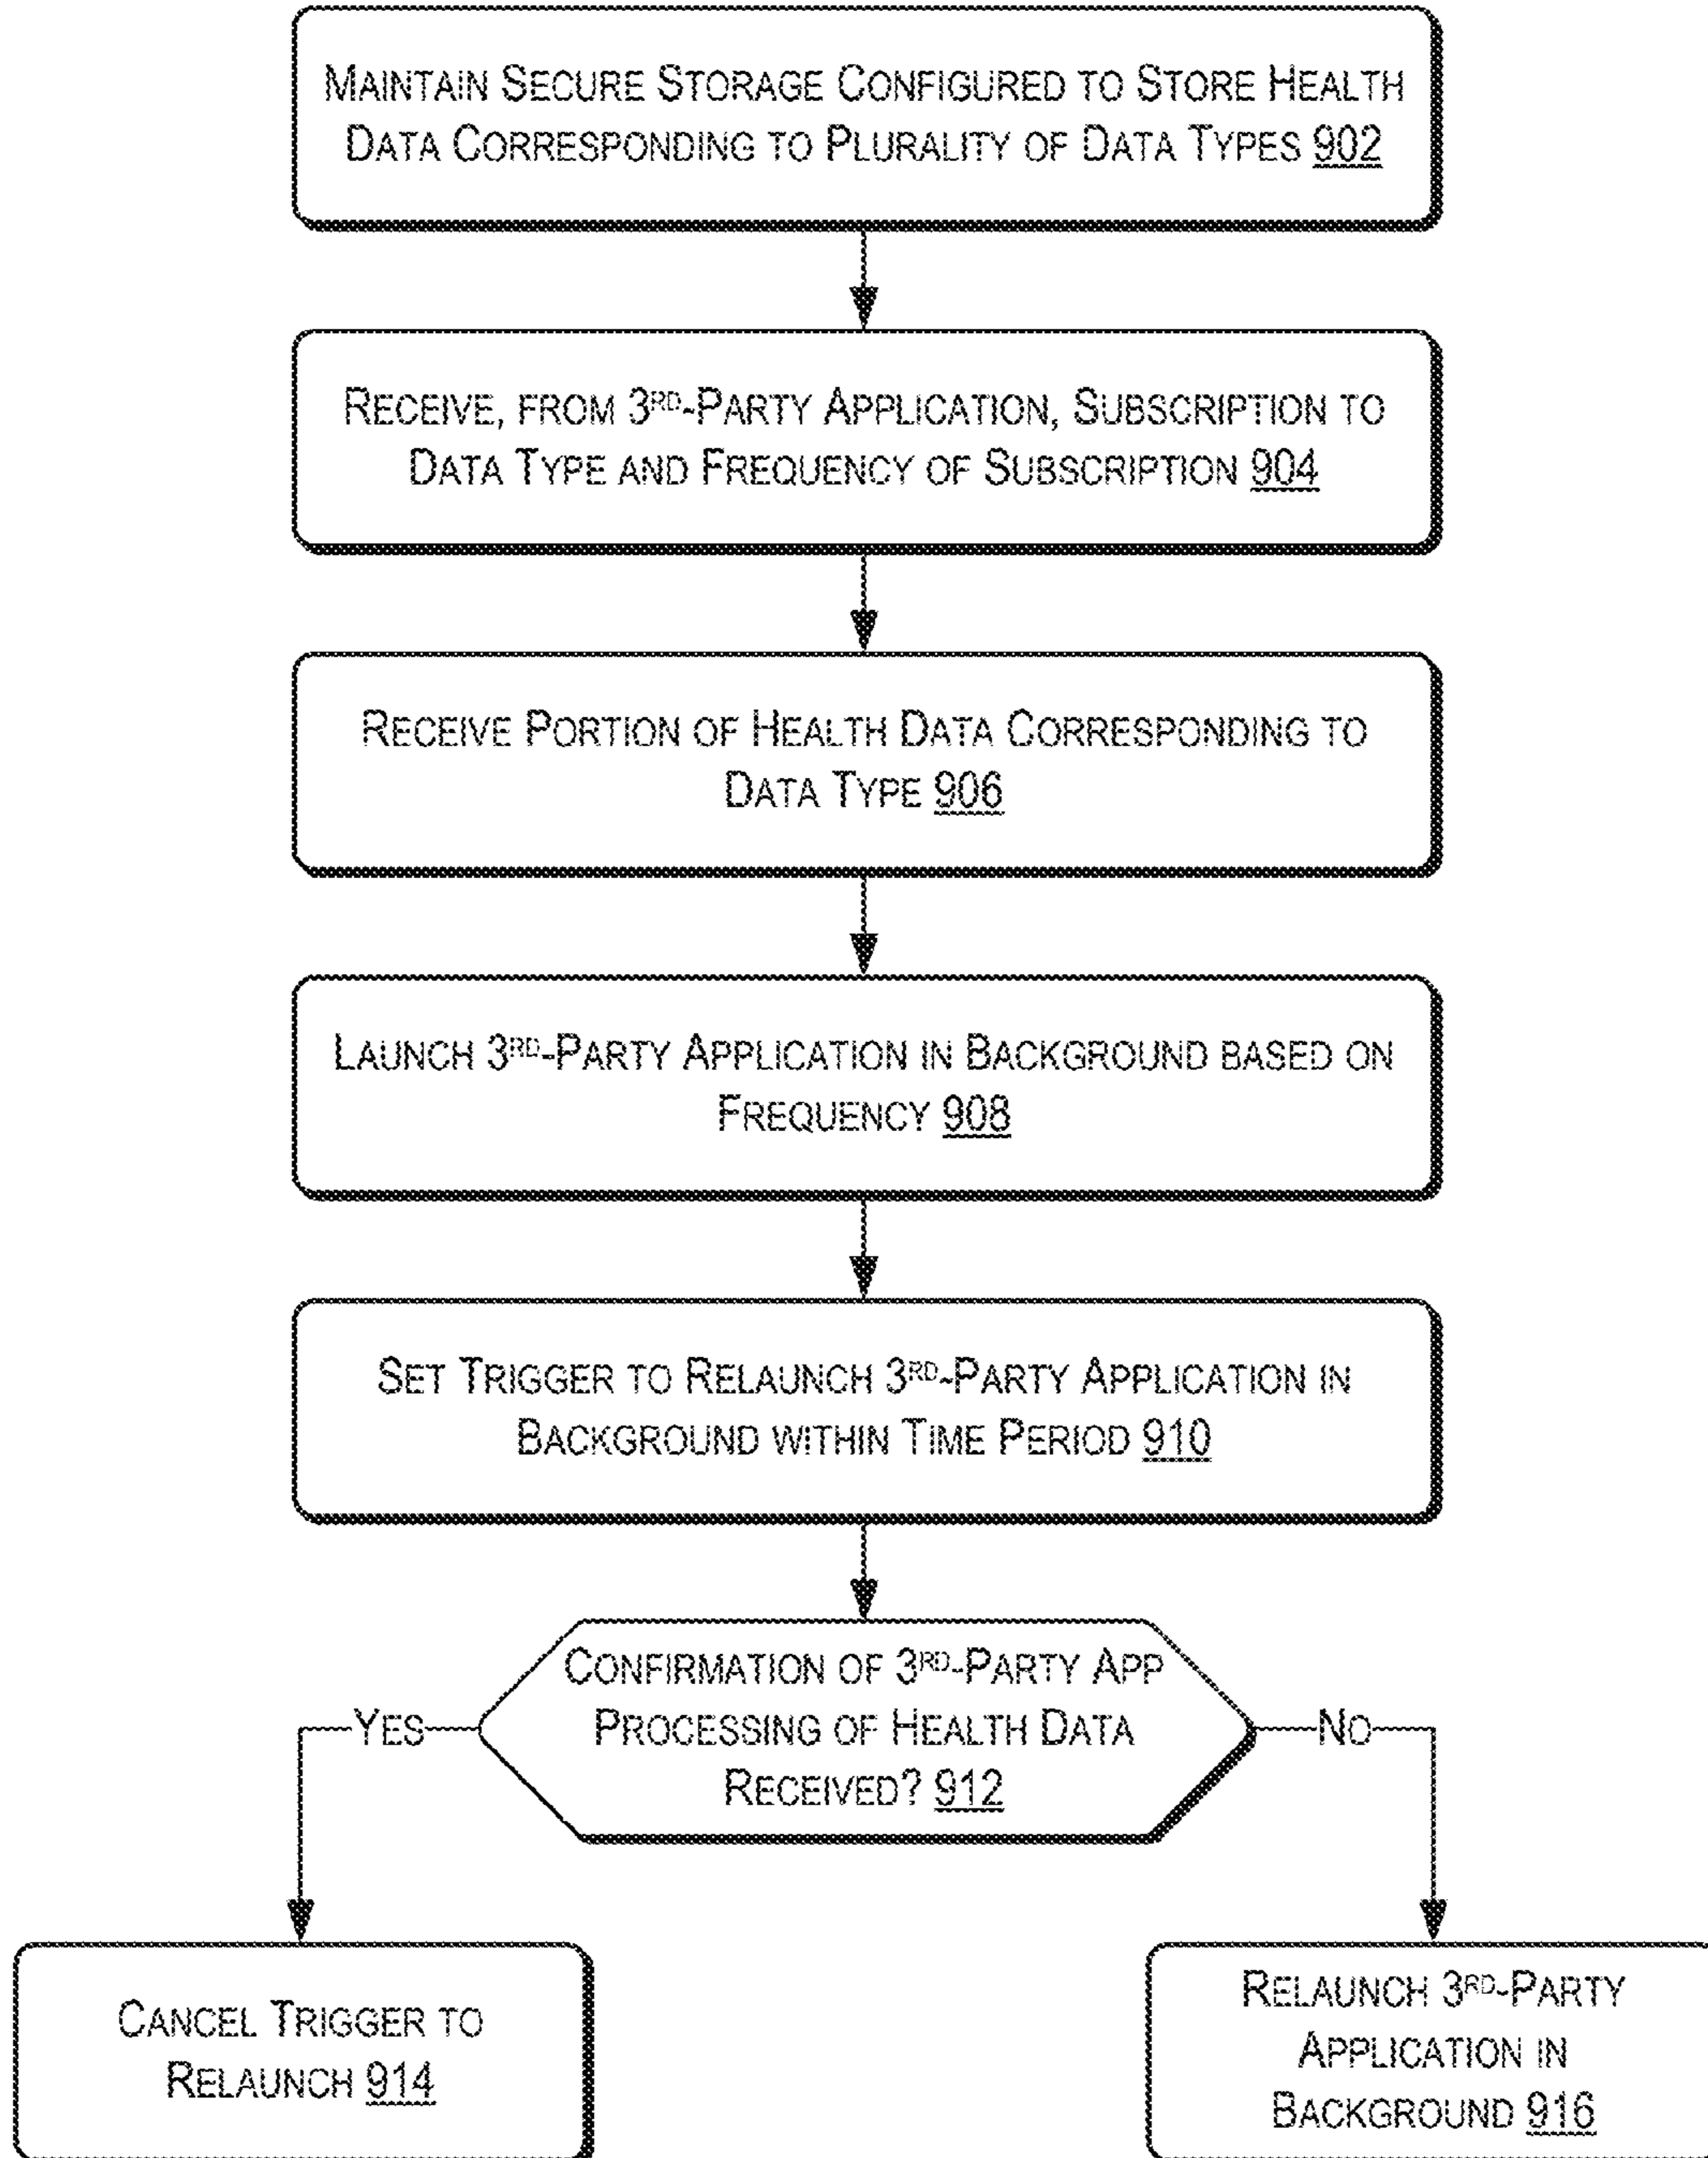 MAINTAIN SECURE STORAGE CONFIGURED TO STORE HEALTH
DATA CORRESPONDING TO PLURALITY OF DATA TYPES 902
RECEIVE, FROM 3RD-PARTY APPLICATION, SUBSCRIPTION TO
DATA TYPE AND FREQUENCY OF SUBSCRIPTION 904
RECEIVE PORTION OF HEALTH DATA CORRESPONDING TO
DATA TYPE 906
LAUNCH 3RD-PARTY APPLICATION IN BACKGROUND BASED ON
FREQUENCY 908
SET TRIGGER TO RELAUNCH 3RD-PARTY APPLICATION IN
BACKGROUND WITHIN TIME PERIOD 910
CONFIRMATION OF 3RD-PARTY APP
PROCESSING OF HEALTH DATA
RECEIVED? 912
YES
NO
CANCEL TRIGGER TO
RELAUNCH 914
RELAUNCH 3RD-PARTY
APPLICATION IN
BACKGROUND 916